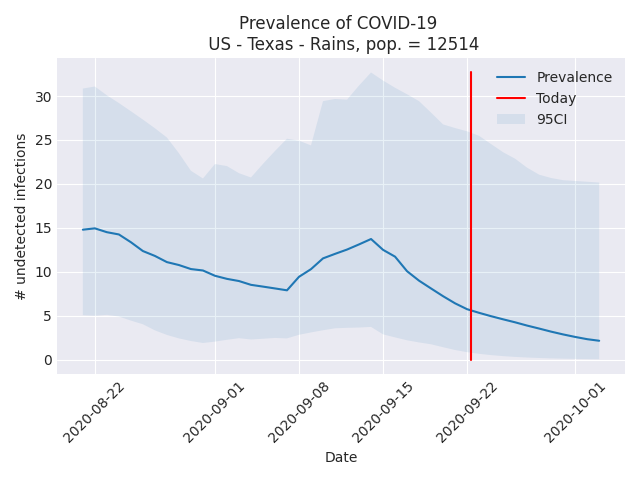 Prevalence of COVID-19
US - Texas - Rains, pop. = 12514
# undetected infections
30
25
20
15
10
5
0
Prevalence
Today
95CI
2020-08-22
2020-09-01
2020-09-08
2020-09-15
2020-09-22
2020-10-01
Date